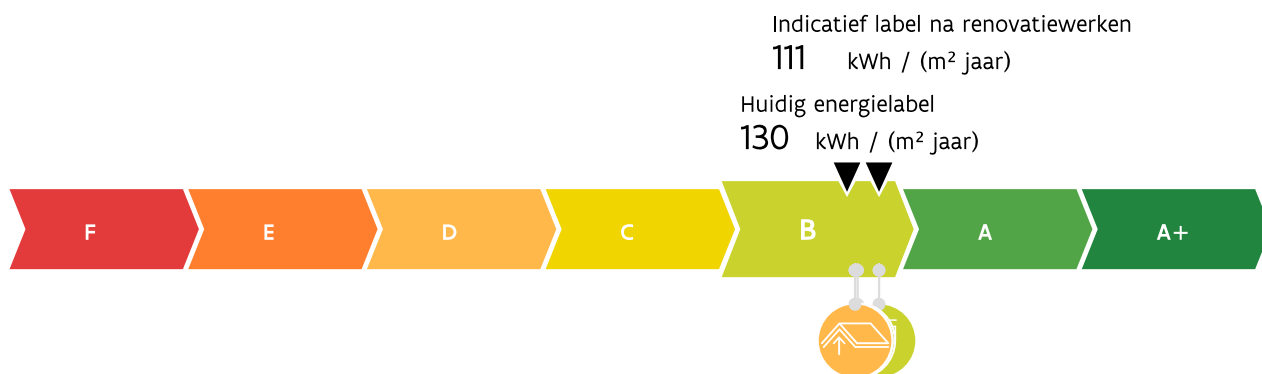 Indicatief label na renovatiewerken
111 kWh / (m² jaar)
Huidig energielabel
130 kWh / (m² jaar)
F E D C B A A+